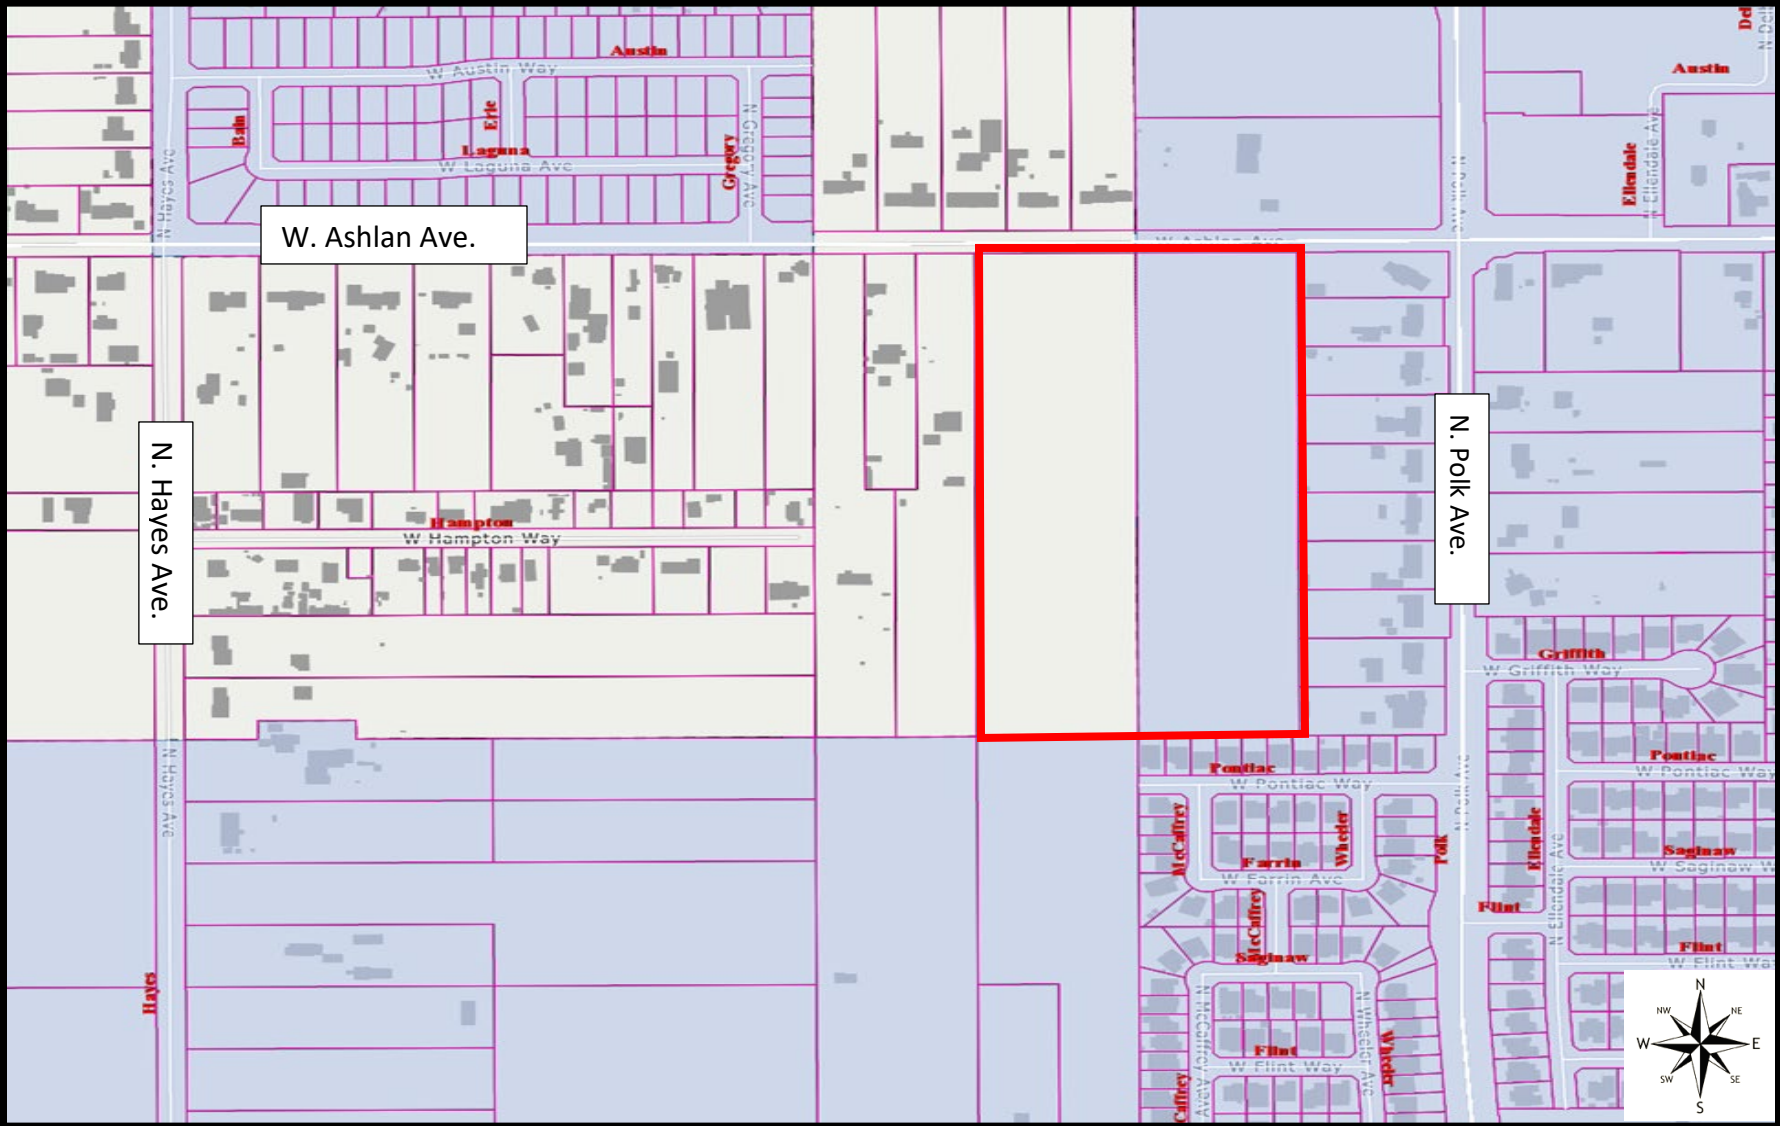 Del
N Del
Austin
W Austin Way
Austin
Bain
Erie
N Gregory Ave
Gregory
Laguna
W Laguna Ave
N Hayes Ave
N Polk Ave
Ellendale
N Ellendale Ave
W. Ashlan Ave.
W Ashlan Ave
N. Hayes Ave.
N. Polk Ave.
Hampton
W Hampton Way
Griffith
W Griffith Way
N Hayes Ave
N Polk Ave
Pontiac
W Pontiac Way
Pontiac
W Pontiac Way
McCaffrey
Wheeler
Polk
Ellendale
N Ellendale Ave
Farrin
W Farrin Ave
Saginaw
W Saginaw W
McCaffrey
Flint
Saginaw
Flint
W Flint Way
Hayes
N McCaffrey Ave
N Wheeler Ave
Wheeler
Flint
W Flint Way
Caffrey
N
NW
NE
W
E
SW
SE
S